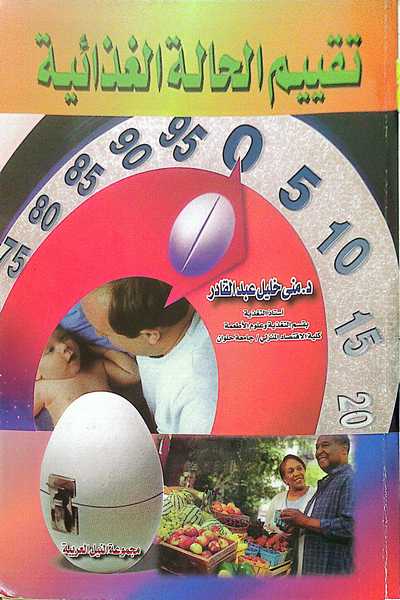 تقييم الحالة الغذائية
75
80
85
90
95
0
5
10
15
20
د. منى خليل عبد القادر
أستاذ التغذية
بقسم التغذية وعلوم الأطعمة
كلية الاقتصاد المنزلي / جامعة حلوان
مجموعة النيل العربية